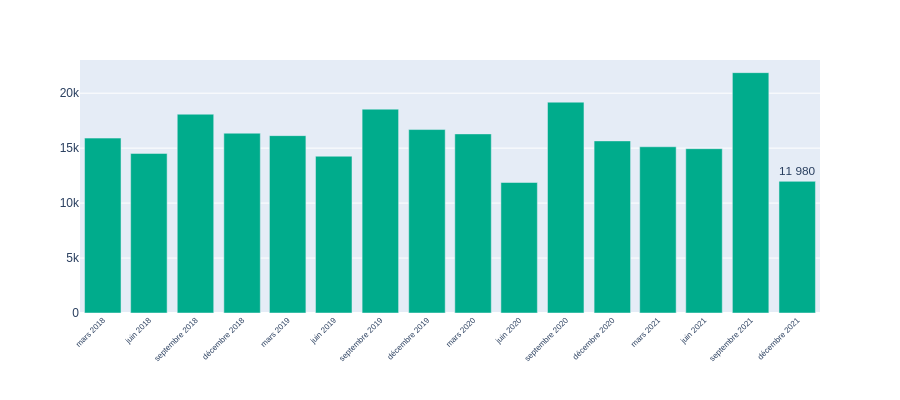 20k
15k
10k
5k
0
11 980
mars 2018
juin 2018
septembre 2018
décembre 2018
mars 2019
juin 2019
septembre 2019
décembre 2019
mars 2020
juin 2020
septembre 2020
décembre 2020
mars 2021
juin 2021
septembre 2021
décembre 2021